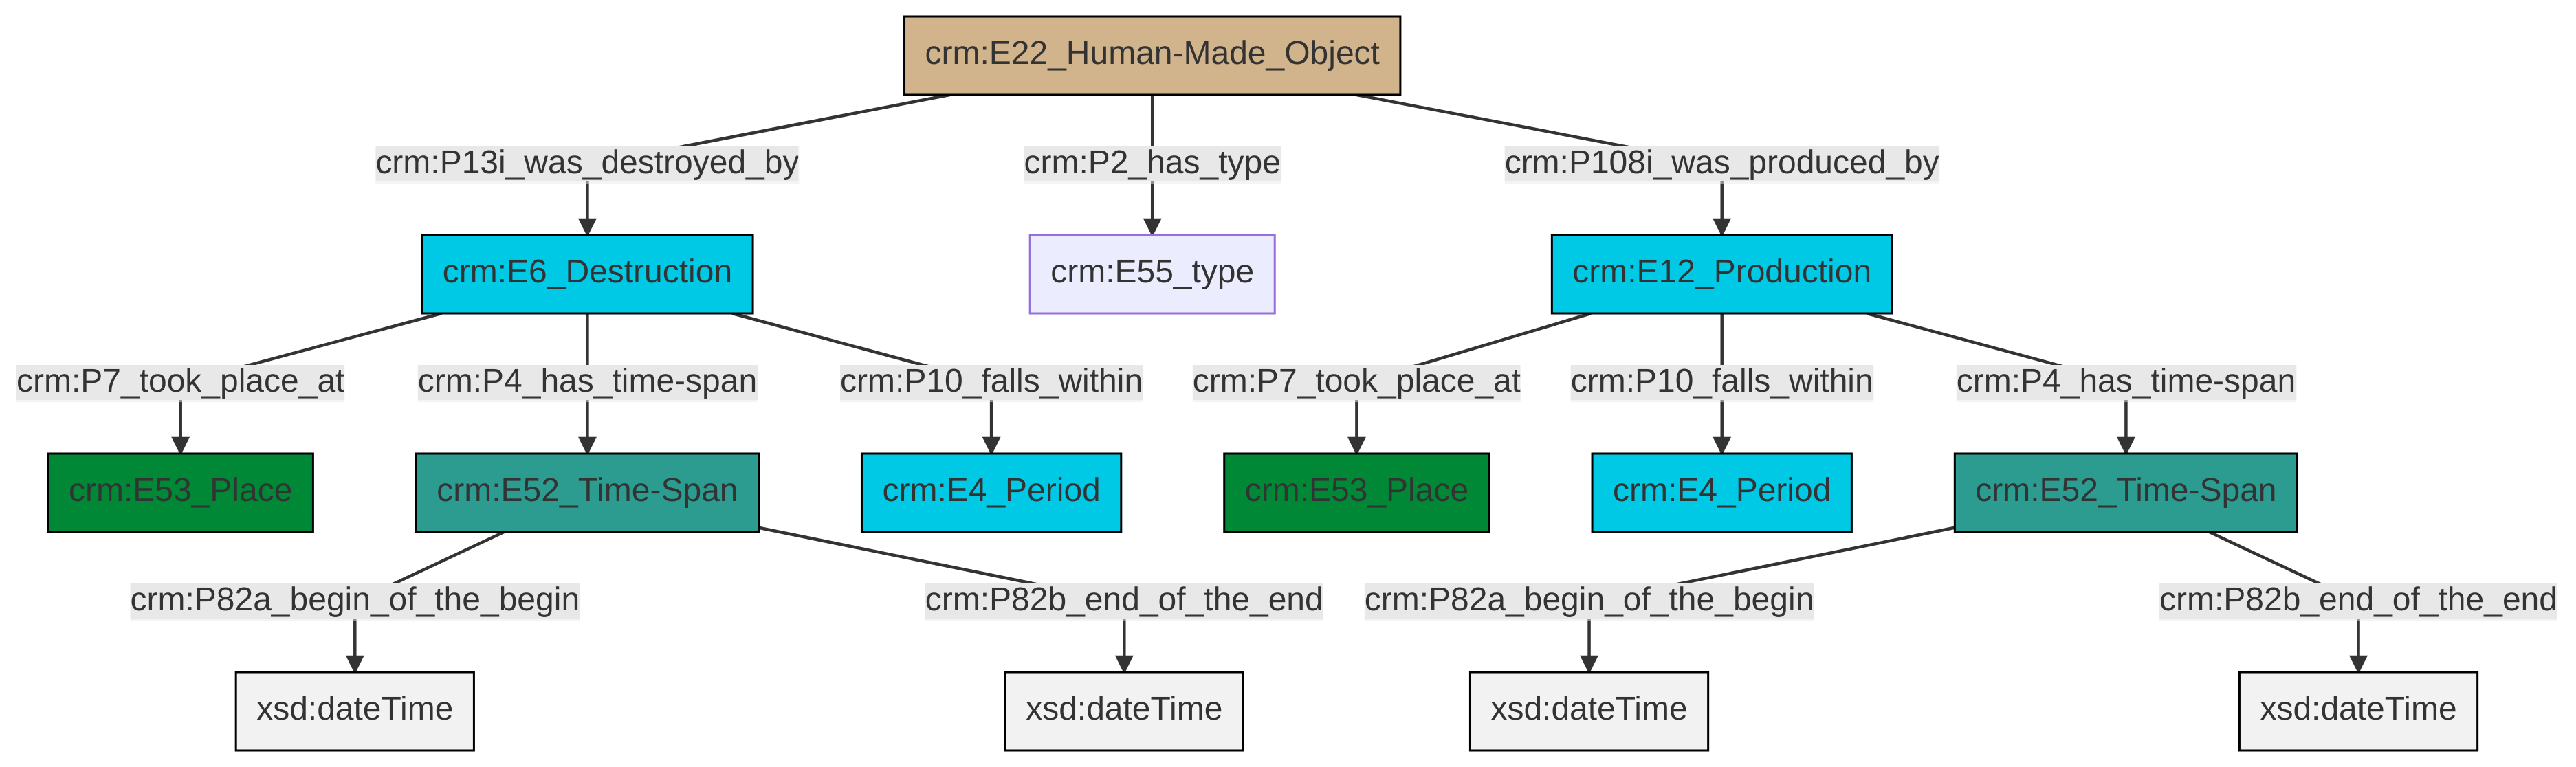 crm:E22_Human-Made_Object
crm:P13i_was_destroyed_by
crm:P2_has_type
crm:P108i_was_produced_by
crm:E6_Destruction
crm:E55_type
crm:E12_Production
crm:P7_took_place_at
crm:P4_has_time-span
crm:P10_falls_within
crm:P7_took_place_at
crm:P10_falls_within
crm:P4_has_time-span
crm:E53_Place
crm:E52_Time-Span
crm:E4_Period
crm:E53_Place
crm:E4_Period
crm:E52_Time-Span
crm:P82a_begin_of_the_begin
crm:P82b_end_of_the_end
crm:P82a_begin_of_the_begin
crm:P82b_end_of_the_end
xsd:dateTime
xsd:dateTime
xsd:dateTime
xsd:dateTime